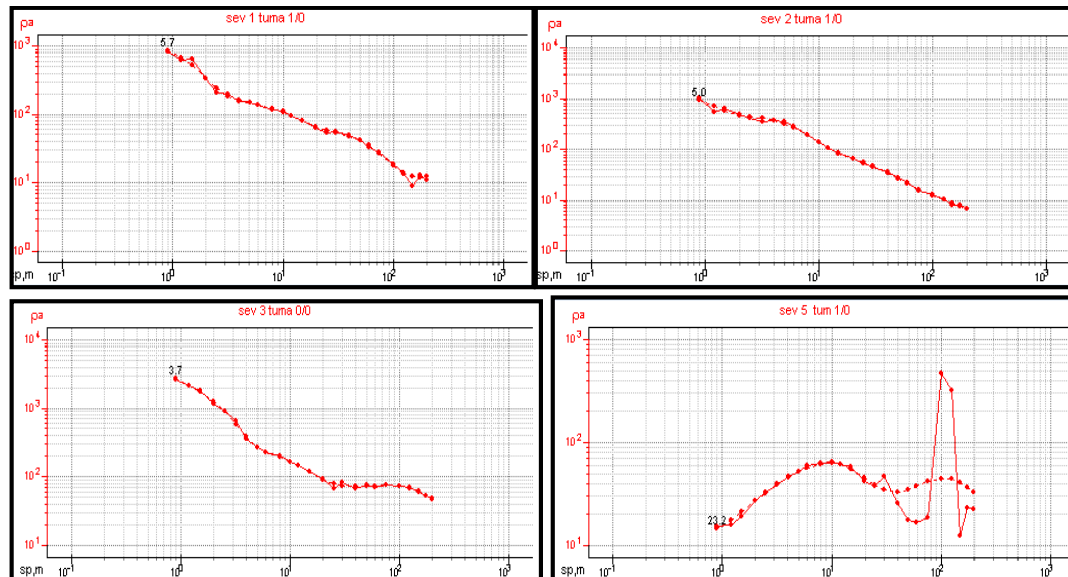 sev 1 tuma 1/0
ρa
5.7
10³
10²
10¹
10⁰
sp,m 10⁻¹ 10⁰ 10¹ 10² 10³
sev 2 tuma 1/0
ρa
10⁴
10³
5.0
10²
10¹
10⁰
sp,m 10⁻¹ 10⁰ 10¹ 10² 10³
sev 3 tuma 0/0
ρa
10⁴
3.7
10³
10²
10¹
sp,m 10⁻¹ 10⁰ 10¹ 10² 10³
sev 5 tum 1/0
ρa
10³
10²
23.2
10¹
sp,m 10⁻¹ 10⁰ 10¹ 10² 10³